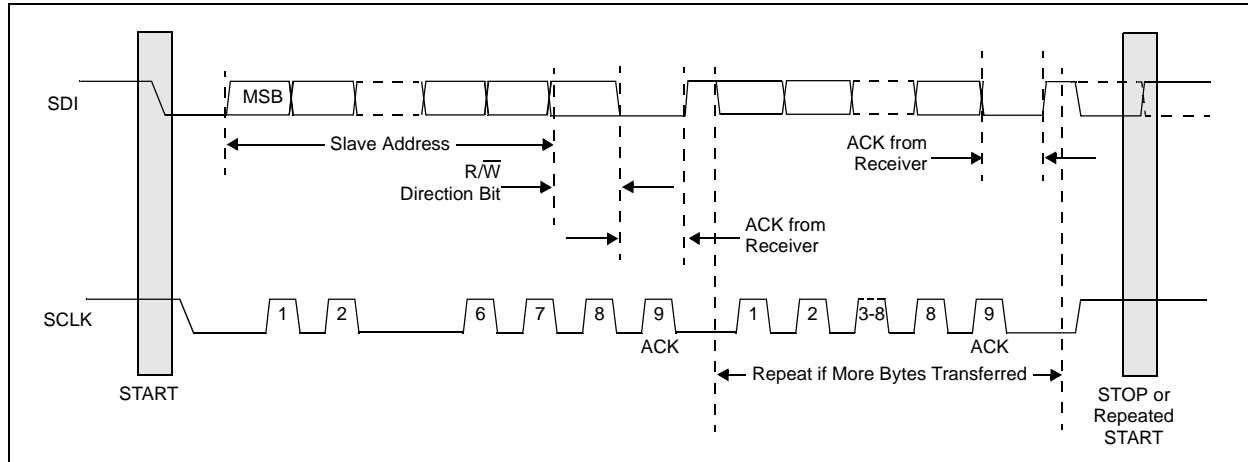 SDI
MSB
Slave Address
R/W̅
Direction Bit
ACK from
Receiver
ACK from
Receiver
SCLK
1 2 6 7 8 9 1 2 3-8 8 9
ACK
ACK
Repeat if More Bytes Transferred
START
STOP or
Repeated
START